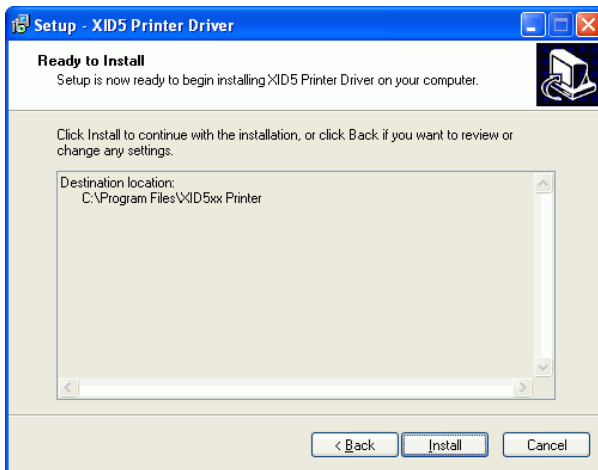 Setup - XID5 Printer Driver
Ready to Install
Setup is now ready to begin installing XID5 Printer Driver on your computer.
Click Install to continue with the installation, or click Back if you want to review or
change any settings.
Destination location:
C:\Program Files\XID5xx Printer
< Back
Install
Cancel